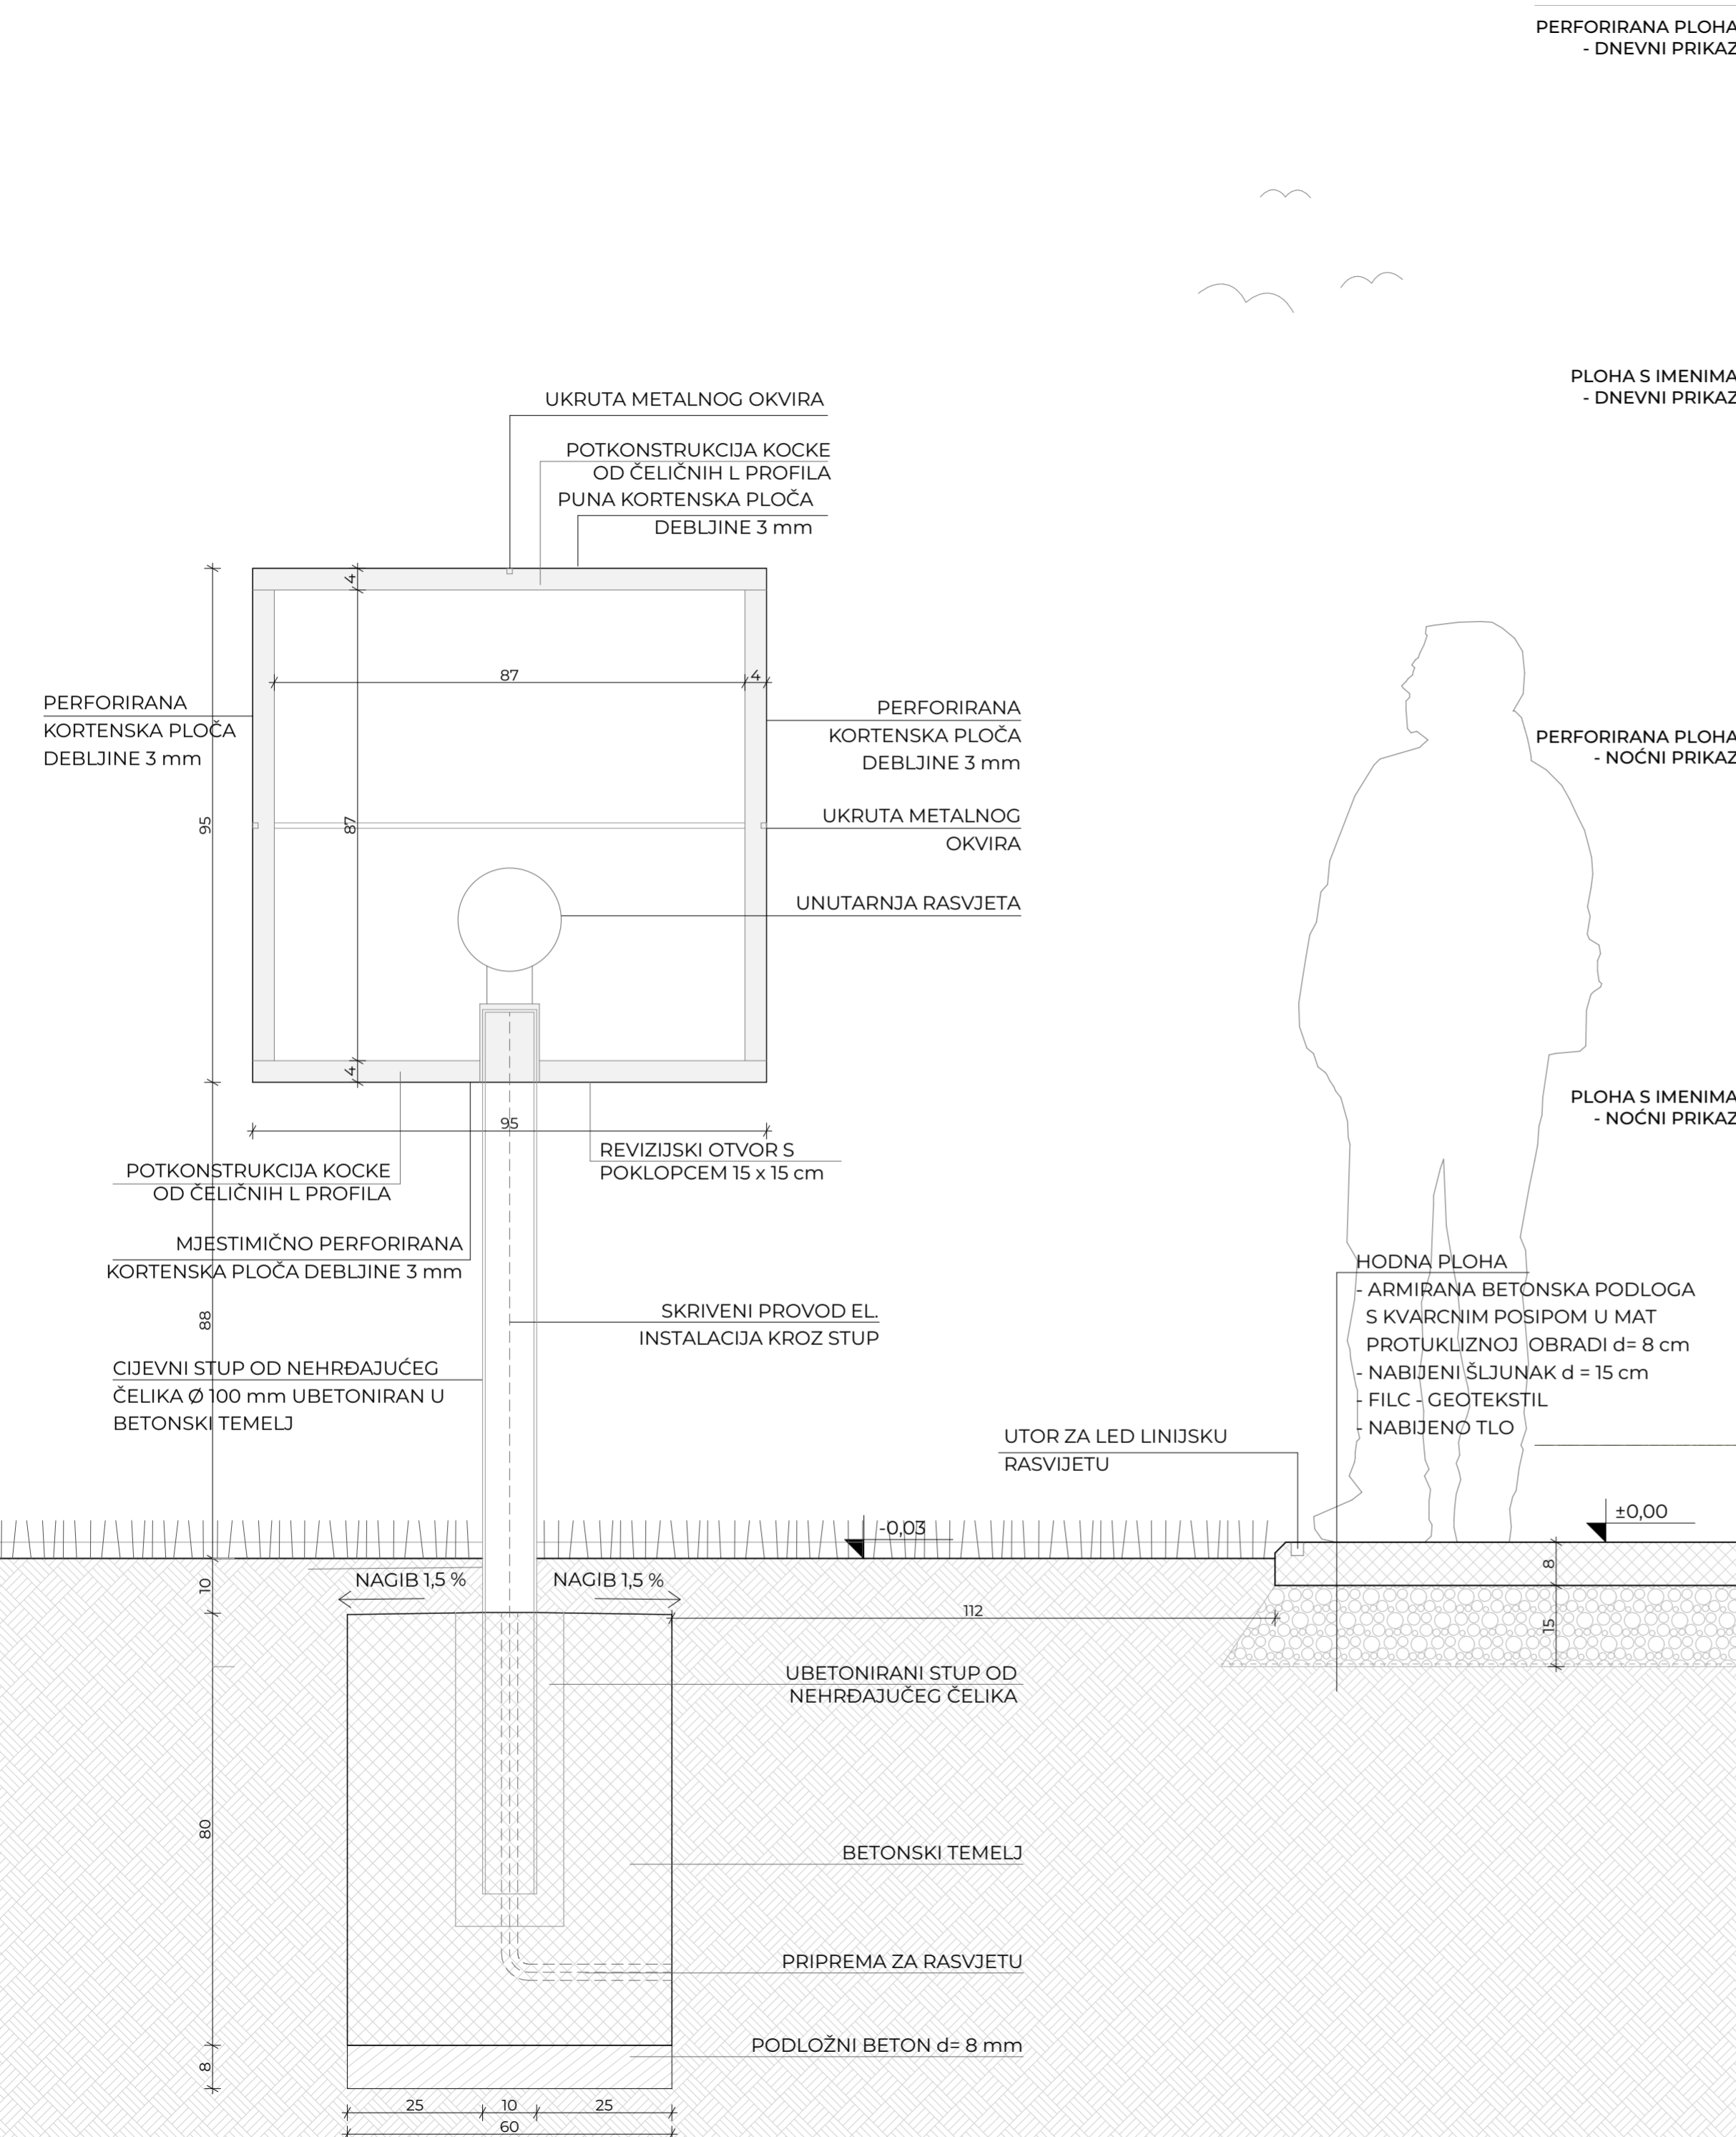 PERFORIRANA PLOHA
- DNEVNI PRIKAZ
PLOHA S IMENIMA
- DNEVNI PRIKAZ
UKRUTA METALNOG OKVIRA
POTKONSTRUKCIJA KOCKE
OD ČELIČNIH L PROFILA
PUNA KORTENSKA PLOČA
DEBLJINE 3 mm
4
87
4
PERFORIRANA
KORTENSKA PLOČA
DEBLJINE 3 mm
PERFORIRANA
KORTENSKA PLOČA
DEBLJINE 3 mm
PERFORIRANA PLOHA
- NOĆNI PRIKAZ
95
87
UKRUTA METALNOG
OKVIRA
UNUTARNJA RASVJETA
4
95
PLOHA S IMENIMA
- NOĆNI PRIKAZ
REVIZIJSKI OTVOR S
POKLOPCEM 15 x 15 cm
POTKONSTRUKCIJA KOCKE
OD ČELIČNIH L PROFILA
MJESTIMIČNO PERFORIRANA
KORTENSKA PLOČA DEBLJINE 3 mm
88
SKRIVENI PROVOD EL.
INSTALACIJA KROZ STUP
HODNA PLOHA
- ARMIRANA BETONSKA PODLOGA
S KVARCNIM POSIPOM U MAT
PROTUKLIZNOJ OBRADI d= 8 cm
- NABIJENI ŠLJUNAK d = 15 cm
- FILC - GEOTEKSTIL
- NABIJENO TLO
CIJEVNI STUP OD NEHRĐAJUĆEG
ČELIKA Ø 100 mm UBETONIRAN U
BETONSKI TEMELJ
UTOR ZA LED LINIJSKU
RASVIJETU
-0,03
±0,00
10
NAGIB 1,5 %
NAGIB 1,5 %
8
112
15
UBETONIRANI STUP OD
NEHRĐAJUČEG ČELIKA
80
BETONSKI TEMELJ
PRIPREMA ZA RASVJETU
PODLOŽNI BETON d= 8 mm
8
25
10
25
60